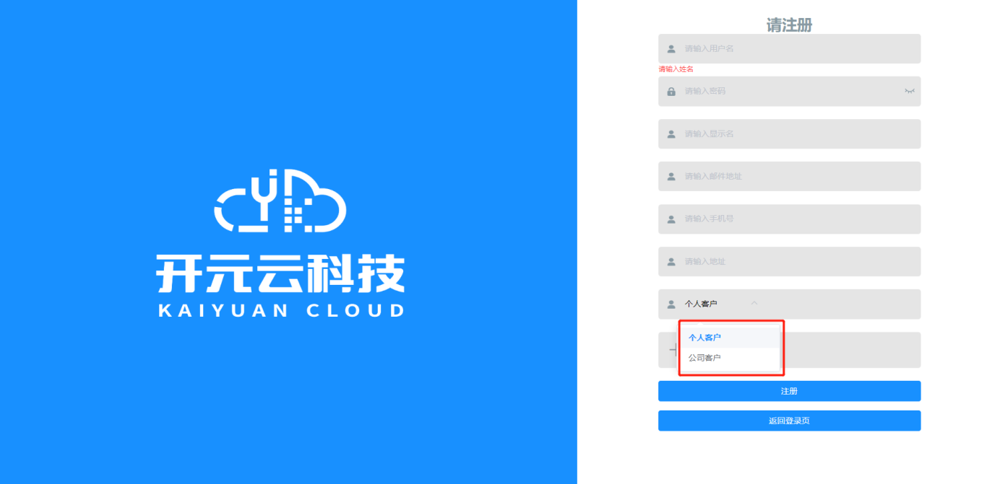 开元云科技
KAIYUAN CLOUD
请注册
请输入用户名
请输入姓名
请输入密码
请输入显示名
请输入邮件地址
请输入手机号
请输入地址
个人客户
个人客户
公司客户
注册
返回登录页